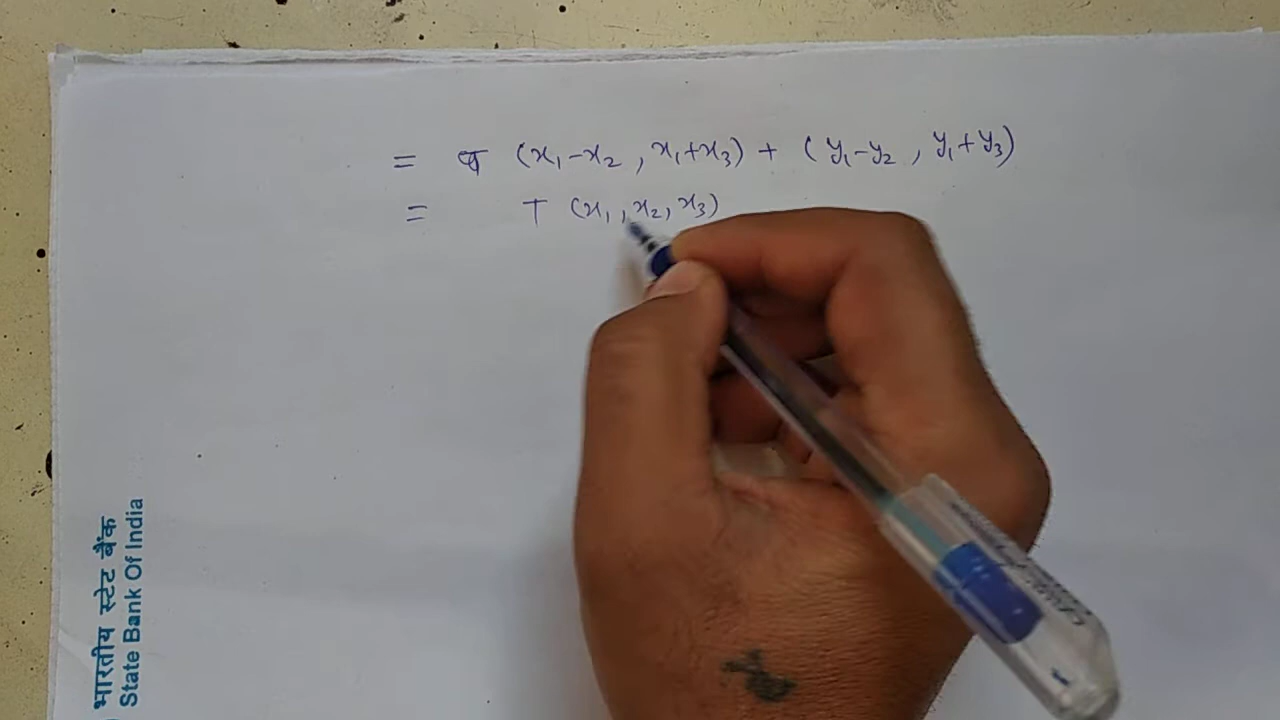 = (x₁-x₂, x₁+x₃) + (y₁-y₂, y₁+y₃)
= T (x₁, x₂, x₃)
भारतीय स्टेट बैंक
State Bank Of India